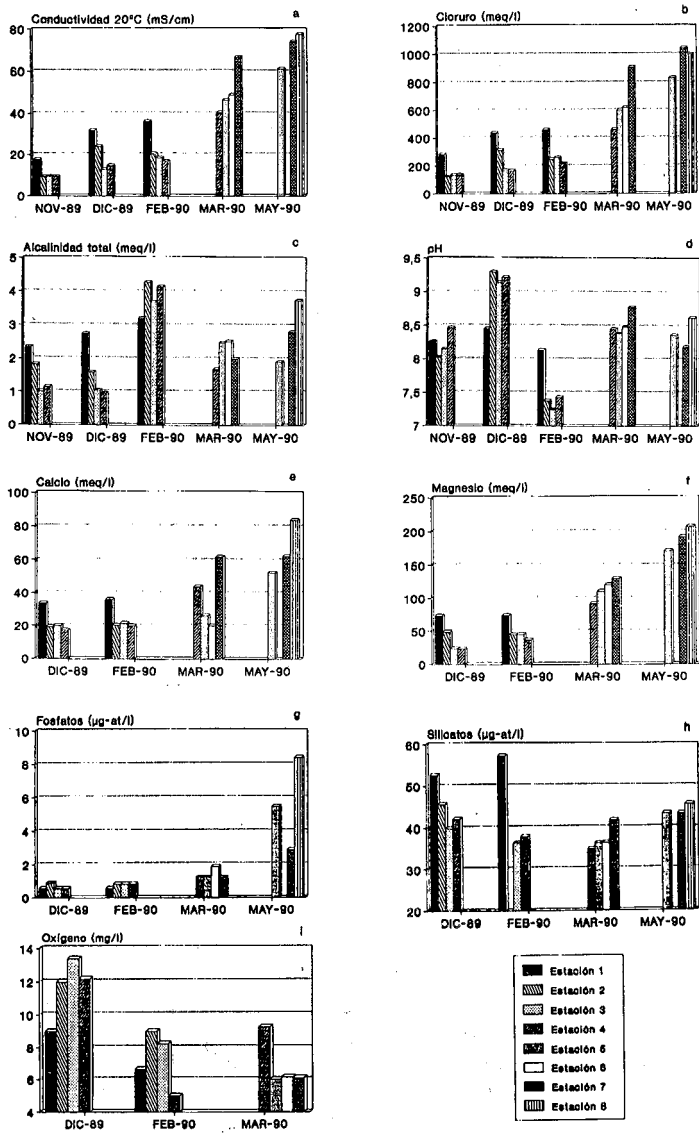 Conductividad 20°C (mS/cm) a
80
60
40
20
0
NOV-89 DIC-89 FEB-90 MAR-90 MAY-90
Cloruro (meq/l) b
1200
1000
800
600
400
200
0
NOV-89 DIC-89 FEB-90 MAR-90 MAY-90
Alcalinidad total (meq/l) c
5
4
3
2
1
0
NOV-89 DIC-89 FEB-90 MAR-90 MAY-90
pH d
9,5
9
8,5
8
7,5
7
NOV-89 DIC-89 FEB-90 MAR-90 MAY-90
Calcio (meq/l) e
100
80
60
40
20
0
DIC-89 FEB-90 MAR-90 MAY-90
Magnesio (meq/l) f
250
200
150
100
50
0
DIC-89 FEB-90 MAR-90 MAY-90
Fosfatos (µg-at/l) g
10
8
6
4
2
0
DIC-89 FEB-90 MAR-90 MAY-90
Silicatos (µg-at/l) h
60
50
40
30
20
DIC-89 FEB-90 MAR-90 MAY-90
Oxígeno (mg/l) i
14
12
10
8
6
4
DIC-89 FEB-90 MAR-90
Estación 1
Estación 2
Estación 3
Estación 4
Estación 5
Estación 6
Estación 7
Estación 8